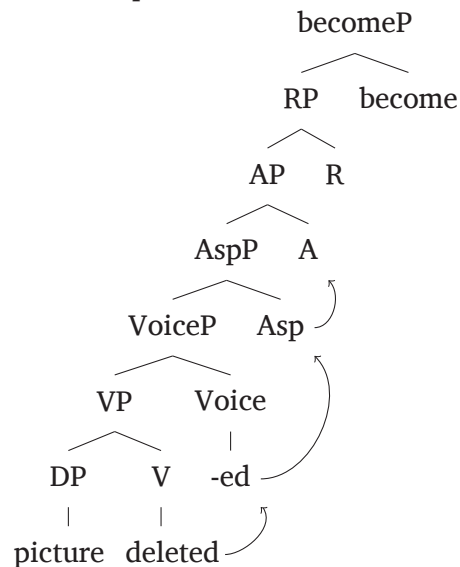 becomeP
RP become
AP R
AspP A
VoiceP Asp
VP Voice
DP V -ed
picture deleted